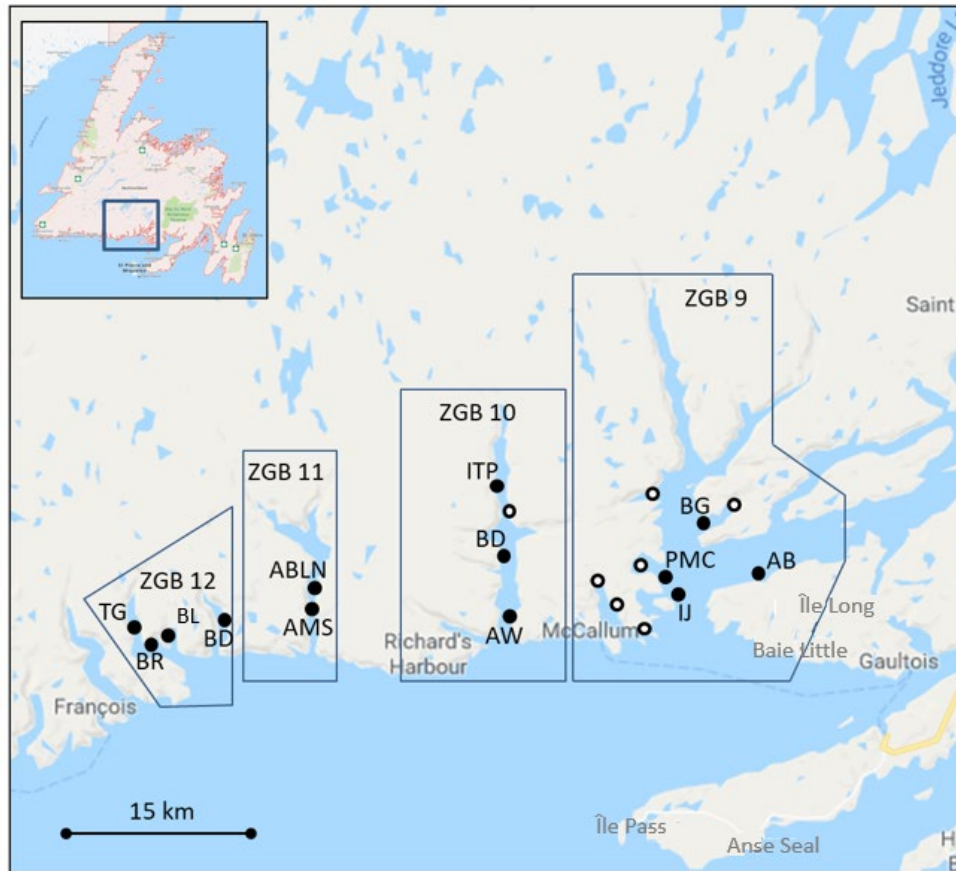 Jeddore
ZGB 9
Saint
ZGB 10
ZGB 11
ITP
BG
BD
ABLN
PMC
AB
ZGB 12
IJ
TG
BL
AMS
Île Long
BR
BD
AW
McCallum
Richard's
Harbour
Baie Little
Gaultois
François
15 km
Île Pass
Anse Seal